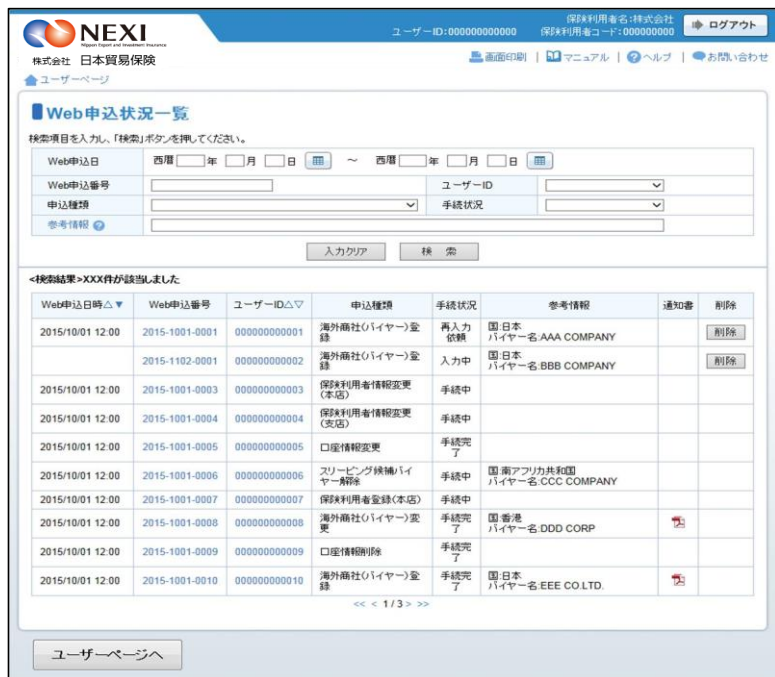 NEXI
Nippon Export and Investment Insurance
株式会社 日本貿易保険
ユーザーID:000000000000
保険利用者名:株式会社
保険利用者コード:000000000
ログアウト
画面印刷 | マニュアル | ヘルプ | お問い合わせ
ユーザーページ
Web申込状況一覧
検索項目を入力し、「検索」ボタンを押してください。
Web申込日 西暦 年 月 日 ~ 西暦 年 月 日
Web申込番号 ユーザーID
申込種類 手続状況
参考情報
入力クリア 検 索
<検索結果>XXX件が該当しました
Web申込日時△▼ Web申込番号 ユーザーID△▽ 申込種類 手続状況 参考情報 通知書 削除
2015/10/01 12:00 2015-1001-0001 000000000001 海外商社(バイヤー)登録 再入力依頼 国:日本 バイヤー名:AAA COMPANY 削除
2015-1102-0001 000000000002 海外商社(バイヤー)登録 入力中 国:日本 バイヤー名:BBB COMPANY 削除
2015/10/01 12:00 2015-1001-0003 000000000003 保険利用者情報変更(本店) 手続中
2015/10/01 12:00 2015-1001-0004 000000000004 保険利用者情報変更(支店) 手続中
2015/10/01 12:00 2015-1001-0005 000000000005 口座情報変更 手続完了
2015/10/01 12:00 2015-1001-0006 000000000006 スリーピング候補バイヤー解除 手続中 国:南アフリカ共和国 バイヤー名:CCC COMPANY
2015/10/01 12:00 2015-1001-0007 000000000007 保険利用者登録(本店) 手続中
2015/10/01 12:00 2015-1001-0008 000000000008 海外商社(バイヤー)変更 手続完了 国:香港 バイヤー名:DDD CORP
2015/10/01 12:00 2015-1001-0009 000000000009 口座情報削除 手続完了
2015/10/01 12:00 2015-1001-0010 000000000010 海外商社(バイヤー)登録 手続完了 国:日本 バイヤー名:EEE CO.LTD.
<< < 1 / 3 > >>
ユーザーページへ